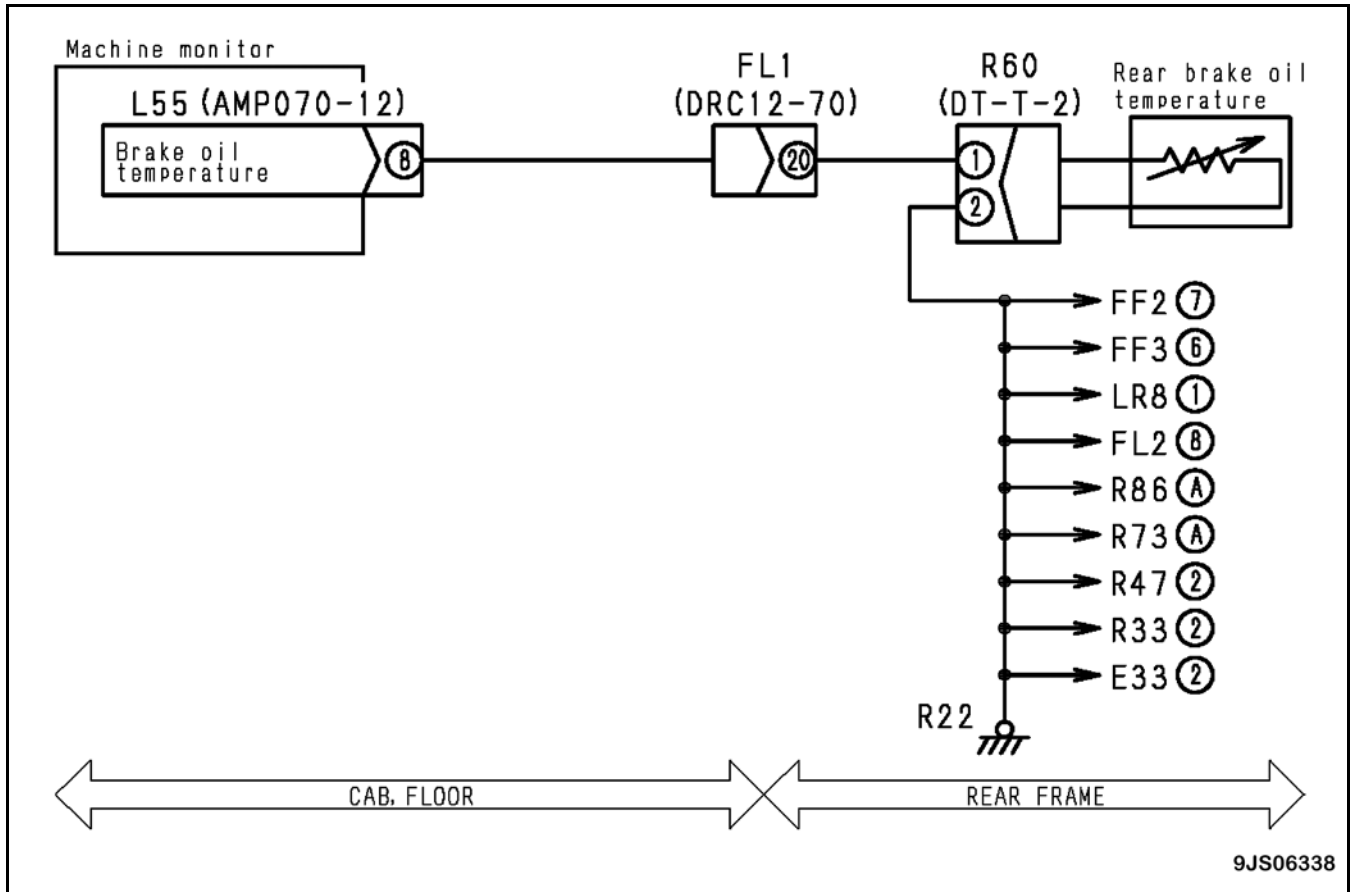 Machine monitor
L55 (AMP070-12)
Brake oil
temperature
8
FL1
(DRC12-70)
20
R60
(DT-T-2)
1
2
Rear brake oil
temperature
FF2 7
FF3 6
LR8 1
FL2 8
R86 A
R73 A
R47 2
R33 2
E33 2
R22
CAB, FLOOR
REAR FRAME
9JS06338